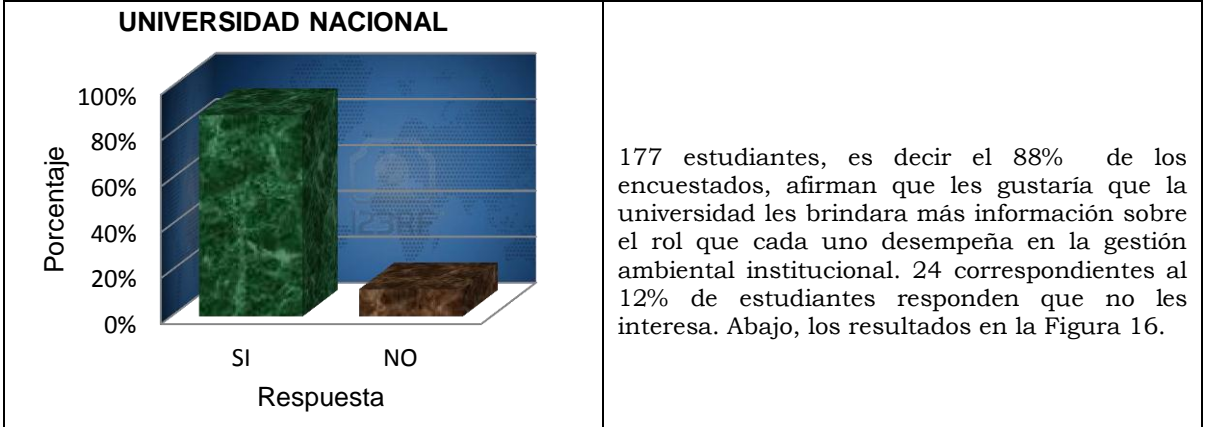 UNIVERSIDAD NACIONAL
100%
80%
60%
40%
20%
0%
Porcentaje
SI
NO
Respuesta
177 estudiantes, es decir el 88% de los
encuestados, afirman que les gustaría que la
universidad les brindara más información sobre
el rol que cada uno desempeña en la gestión
ambiental institucional. 24 correspondientes al
12% de estudiantes responden que no les
interesa. Abajo, los resultados en la Figura 16.